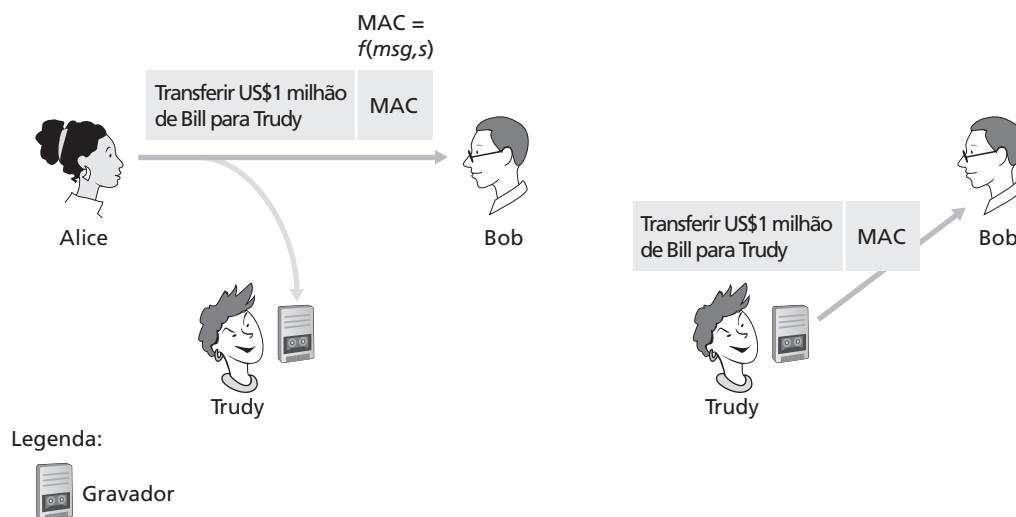 MAC =
f(msg,s)
Transferir US$1 milhão
de Bill para Trudy
MAC
Alice
Bob
Trudy
Transferir US$1 milhão
de Bill para Trudy
MAC
Bob
Trudy
Legenda:
Gravador